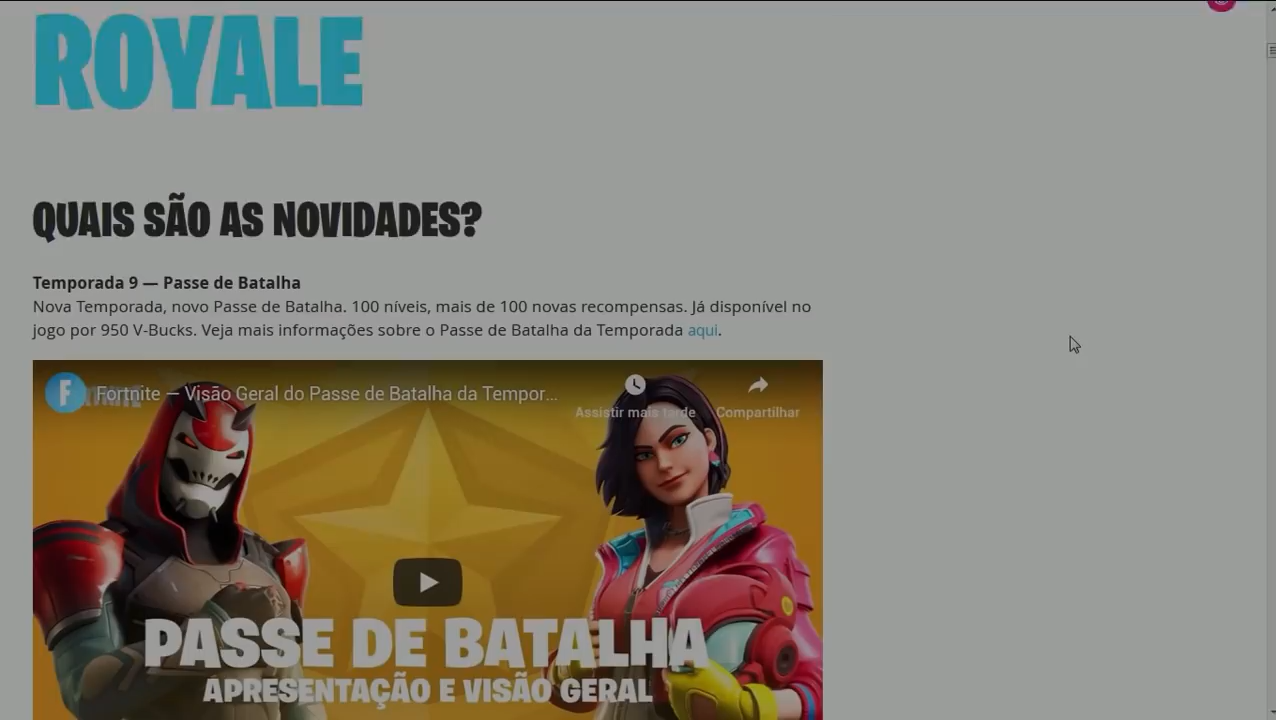 ROYALE
QUAIS SÃO AS NOVIDADES?
Temporada 9 — Passe de Batalha
Nova Temporada, novo Passe de Batalha. 100 níveis, mais de 100 novas recompensas. Já disponível no
jogo por 950 V-Bucks. Veja mais informações sobre o Passe de Batalha da Temporada aqui.
F
Fortnite — Visão Geral do Passe de Batalha da Tempor...
Assistir mais tarde
Compartilhar
PASSE DE BATALHA
APRESENTAÇÃO E VISÃO GERAL